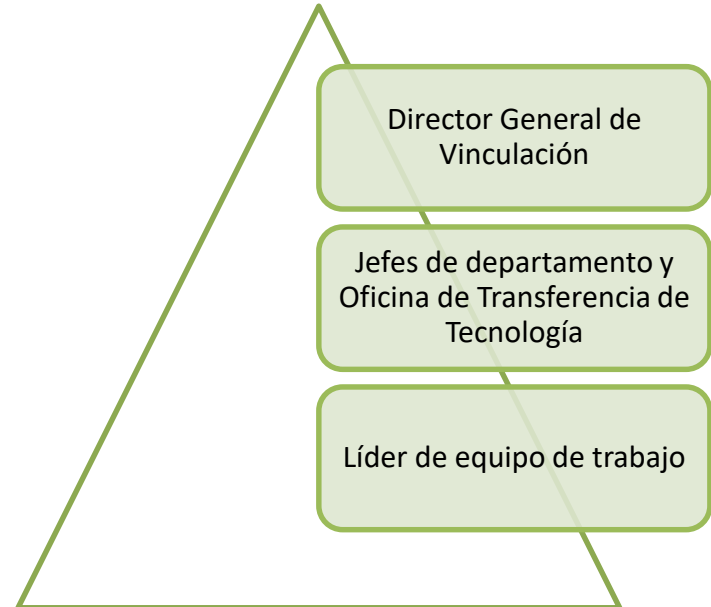 Director General de
Vinculación
Jefes de departamento y
Oficina de Transferencia de
Tecnología
Líder de equipo de trabajo